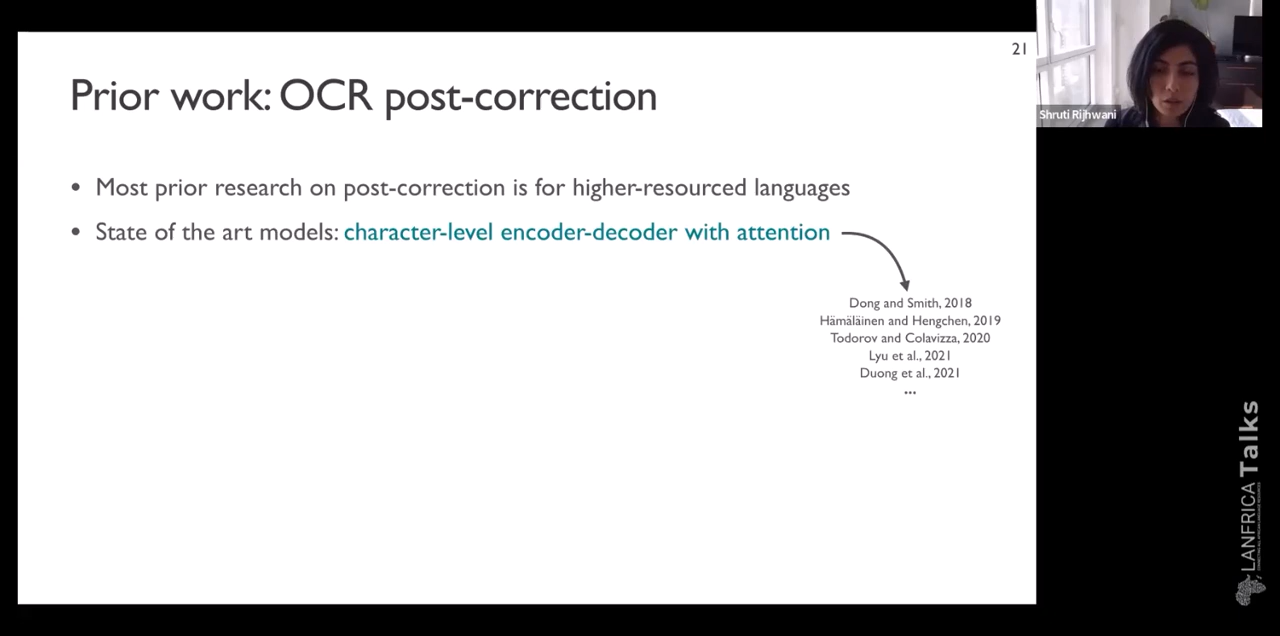 21
Prior work: OCR post-correction
• Most prior research on post-correction is for higher-resourced languages
• State of the art models: character-level encoder-decoder with attention
Dong and Smith, 2018
Hämäläinen and Hengchen, 2019
Todorov and Colavizza, 2020
Lyu et al., 2021
Duong et al., 2021
...
Shruti Rijhwani
LANFRICA Talks